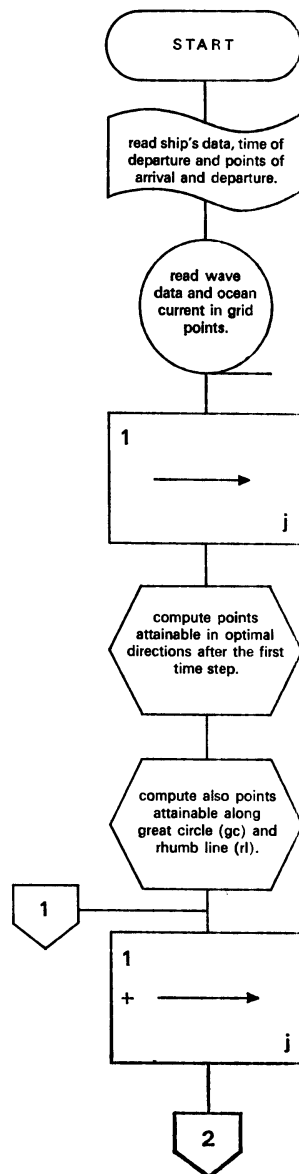 START
read ship's data, time of
departure and points of
arrival and departure.
read wave
data and ocean
current in grid
points.
1
j
compute points
attainable in optimal
directions after the first
time step.
compute also points
attainable along
great circle (gc) and
rhumb line (rl).
1
1
+
j
2